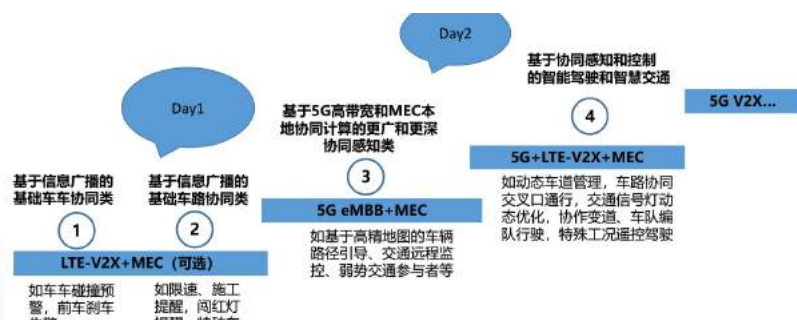 Day2
Day1
基于协同感知和控制
的智能驾驶和智慧交通
5G V2X...
基于5G高带宽和MEC本
地协同计算的更广和更深
协同感知类
4
5G+LTE-V2X+MEC
基于信息广播的
基础车车协同类
基于信息广播的
基础车路协同类
3
如动态车道管理,车路协同
交叉口通行,交通信号灯动
态优化,协作变道、车队编
队行驶,特殊工况遥控驾驶
5G eMBB+MEC
1
2
如基于高精地图的车辆
路径引导、交通远程监
控、弱势交通参与者等
LTE-V2X+MEC(可选)
如车车碰撞预
警,前车刹车
如限速、施工
提醒,闯红灯